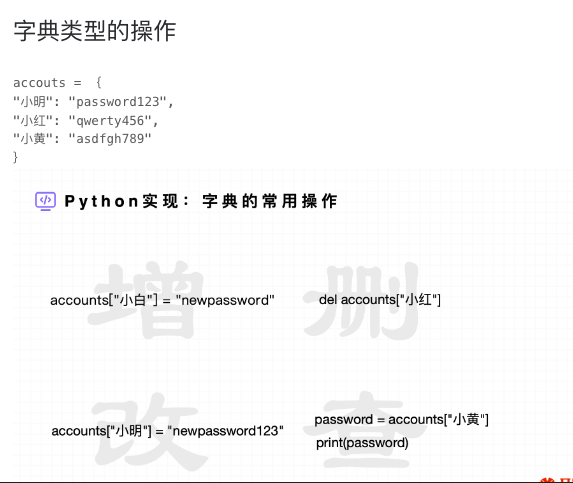 字典类型的操作
accouts = {
"小明": "password123",
"小红": "qwerty456",
"小黄": "asdfgh789"
}
Python实现：字典的常用操作
增
accounts["小白"] = "newpassword"
删
del accounts["小红"]
改
accounts["小明"] = "newpassword123"
查
password = accounts["小黄"]
print(password)